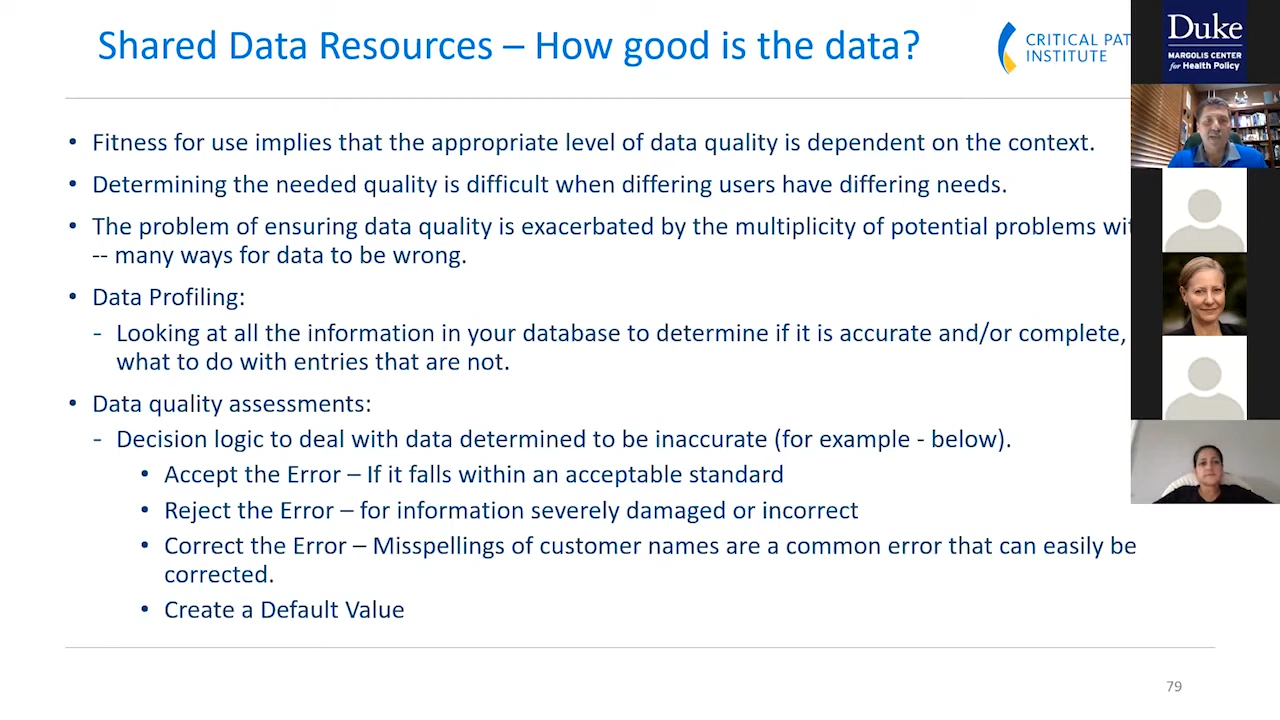 Shared Data Resources – How good is the data?
CRITICAL PAT
INSTITUTE
Duke
MARGOLIS CENTER
for Health Policy
• Fitness for use implies that the appropriate level of data quality is dependent on the context.
• Determining the needed quality is difficult when differing users have differing needs.
• The problem of ensuring data quality is exacerbated by the multiplicity of potential problems wit
-- many ways for data to be wrong.
• Data Profiling:
- Looking at all the information in your database to determine if it is accurate and/or complete,
what to do with entries that are not.
• Data quality assessments:
- Decision logic to deal with data determined to be inaccurate (for example - below).
• Accept the Error – If it falls within an acceptable standard
• Reject the Error – for information severely damaged or incorrect
• Correct the Error – Misspellings of customer names are a common error that can easily be
corrected.
• Create a Default Value
79